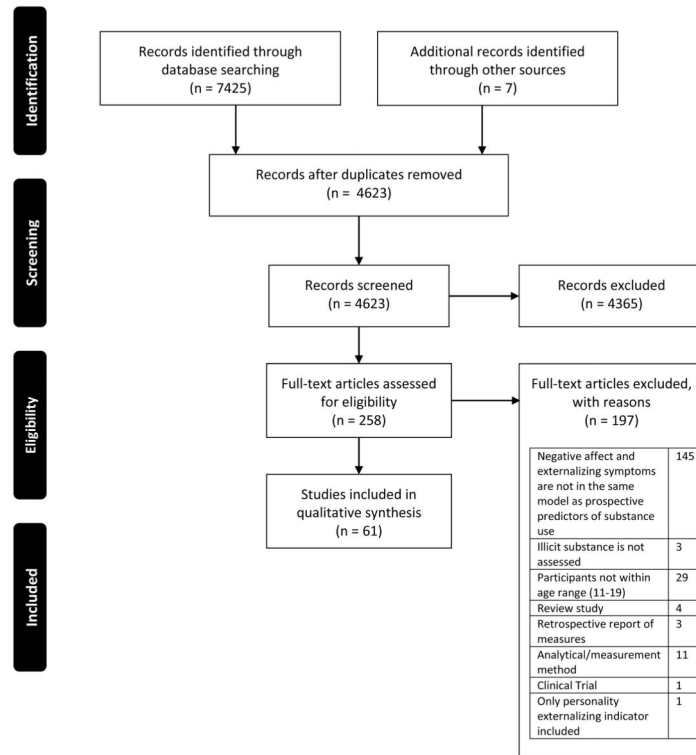 Identification
Records identified through
database searching
(n = 7425)
Additional records identified
through other sources
(n = 7)
Records after duplicates removed
(n = 4623)
Screening
Records screened
(n = 4623)
Records excluded
(n = 4365)
Eligibility
Full-text articles assessed
for eligibility
(n = 258)
Full-text articles excluded,
with reasons
(n = 197)
Negative affect and 145
externalizing symptoms
are not in the same
model as prospective
predictors of substance
use
Illicit substance is not 3
assessed
Participants not within 29
age range (11-19)
Review study 4
Retrospective report of 3
measures
Analytical/measurement 11
method
Clinical Trial 1
Only personality 1
externalizing indicator
included
Included
Studies included in
qualitative synthesis
(n = 61)